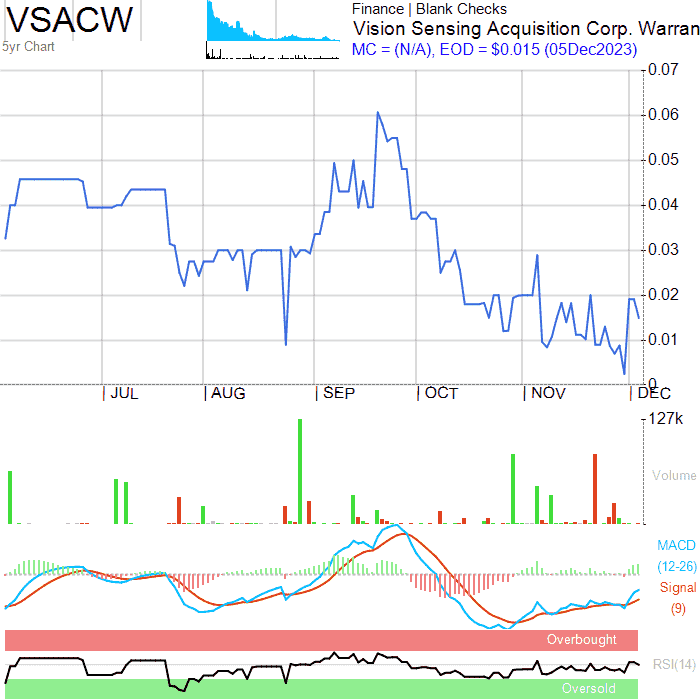 VSACW
5yr Chart
Finance | Blank Checks
Vision Sensing Acquisition Corp. Warran
MC = (N/A), EOD = $0.015 (05Dec2023)
0.07
0.06
0.05
0.04
0.03
0.02
0.01
0
JUL AUG SEP OCT NOV DEC
127k
Volume
MACD
(12-26)
Signal
(9)
Overbought
RSI(14)
Oversold